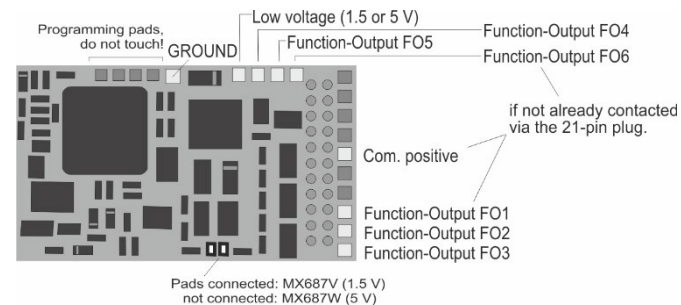 Low voltage (1.5 or 5 V)
Programming pads,
do not touch!
GROUND
Function-Output FO4
Function-Output FO5
Function-Output FO6
if not already contacted
via the 21-pin plug.
Com. positive
Function-Output FO1
Function-Output FO2
Function-Output FO3
Pads connected: MX687V (1.5 V)
not connected: MX687W (5 V)